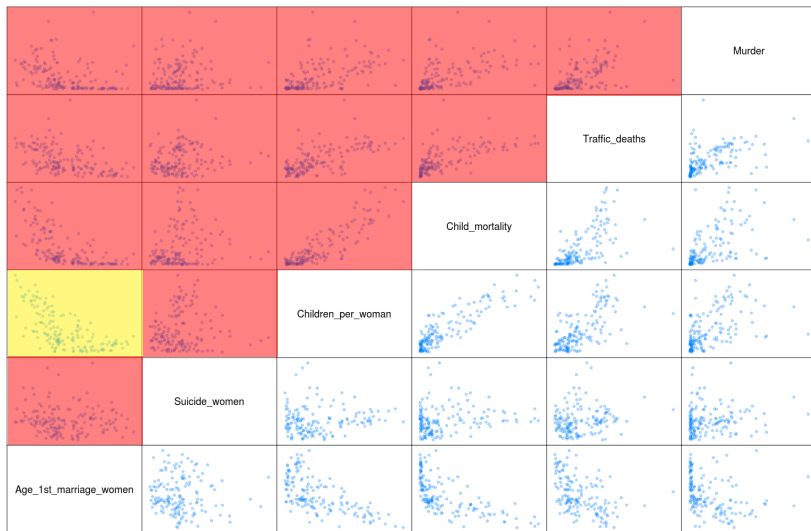 Murder
Traffic_deaths
Child_mortality
Children_per_woman
Suicide_women
Age_1st_marriage_women